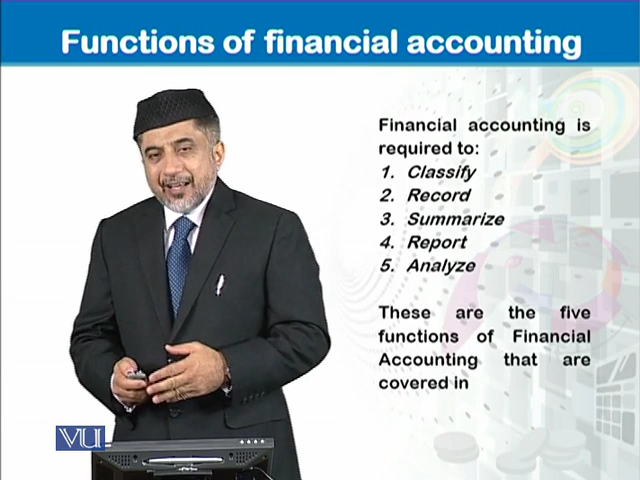 Functions of financial accounting
Financial accounting is
required to:
1. Classify
2. Record
3. Summarize
4. Report
5. Analyze
These are the five
functions of Financial
Accounting that are
covered in
VU